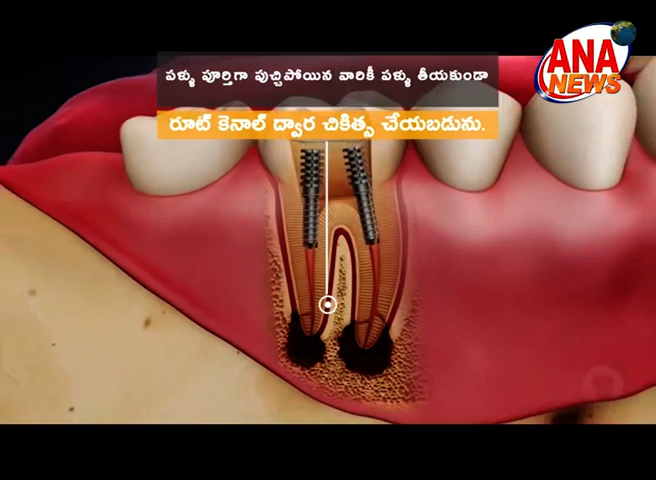 పళ్ళు పూర్తిగా పుచ్చిపోయిన వారికీ పళ్ళు తీయకుండా
రూట్ కెనాల్ ద్వార చికిత్స చేయబడును.
ANA
NEWS